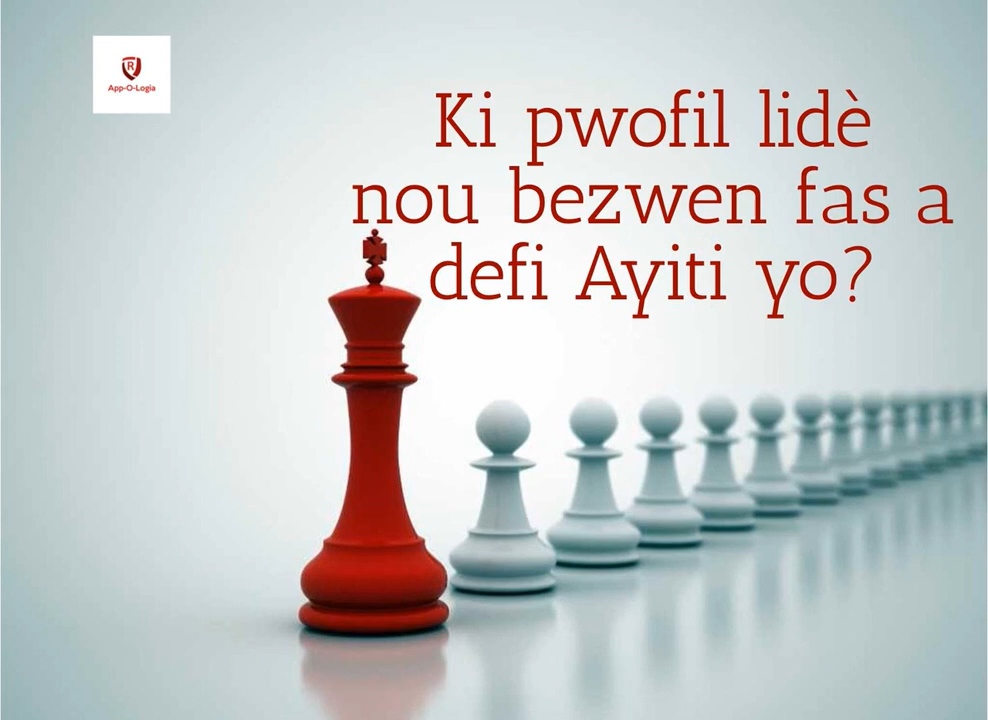 R
App-O-Logia
Ki pwofil lidè
nou bezwen fas a
defi Ayiti yo?